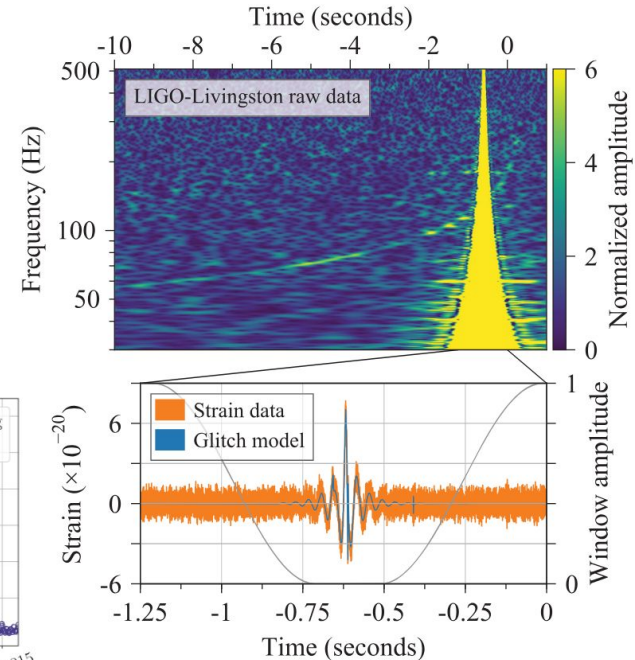 Time (seconds)
-10 -8 -6 -4 -2 0
500
100
50
Frequency (Hz)
LIGO-Livingston raw data
6
4
2
0
Normalized amplitude
Strain data
Glitch model
6
0
-6
Strain (×10⁻²⁰)
1
0
Window amplitude
-1.25 -1 -0.75 -0.5 -0.25 0
Time (seconds)